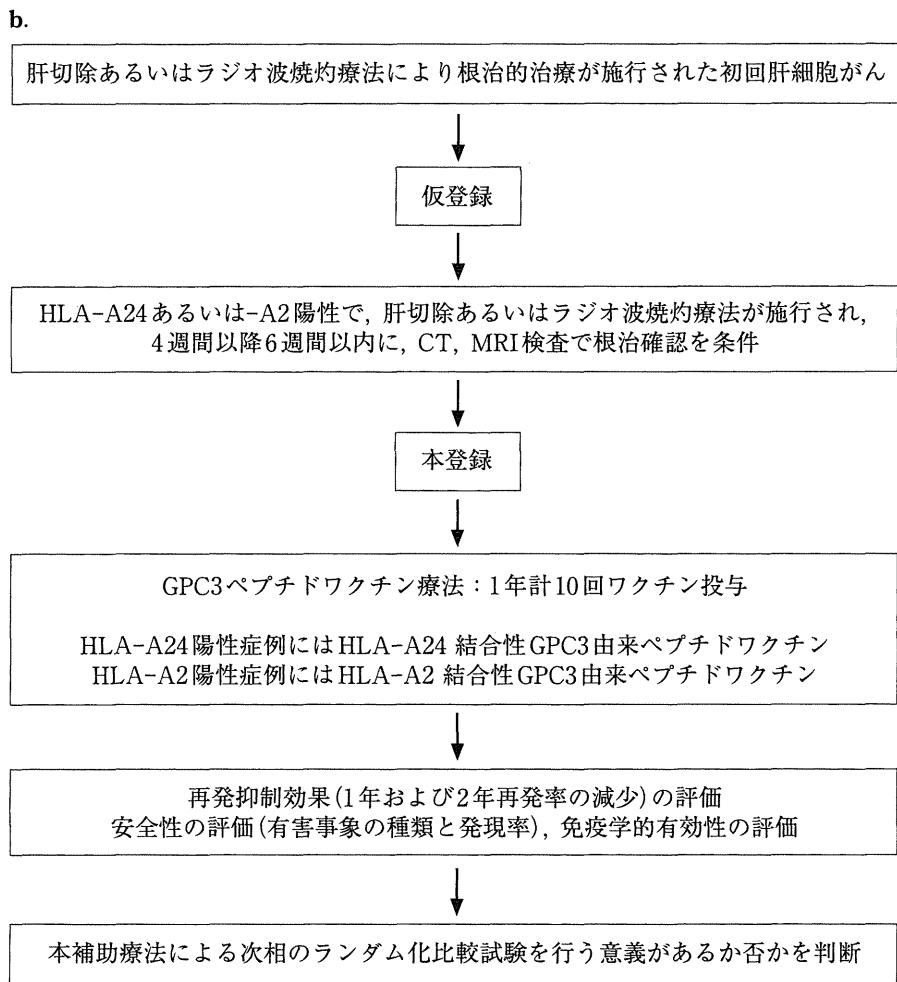 b.
肝切除あるいはラジオ波焼灼療法により根治的治療が施行された初回肝細胞がん
仮登録
HLA-A24あるいは-A2陽性で, 肝切除あるいはラジオ波焼灼療法が施行され,
4週間以降6週間以内に, CT, MRI検査で根治確認を条件
本登録
GPC3ペプチドワクチン療法：1年計10回ワクチン投与
HLA-A24陽性症例にはHLA-A24 結合性GPC3由来ペプチドワクチン
HLA-A2陽性症例にはHLA-A2 結合性GPC3由来ペプチドワクチン
再発抑制効果(1年および2年再発率の減少)の評価
安全性の評価(有害事象の種類と発現率), 免疫学的有効性の評価
本補助療法による次相のランダム化比較試験を行う意義があるか否かを判断